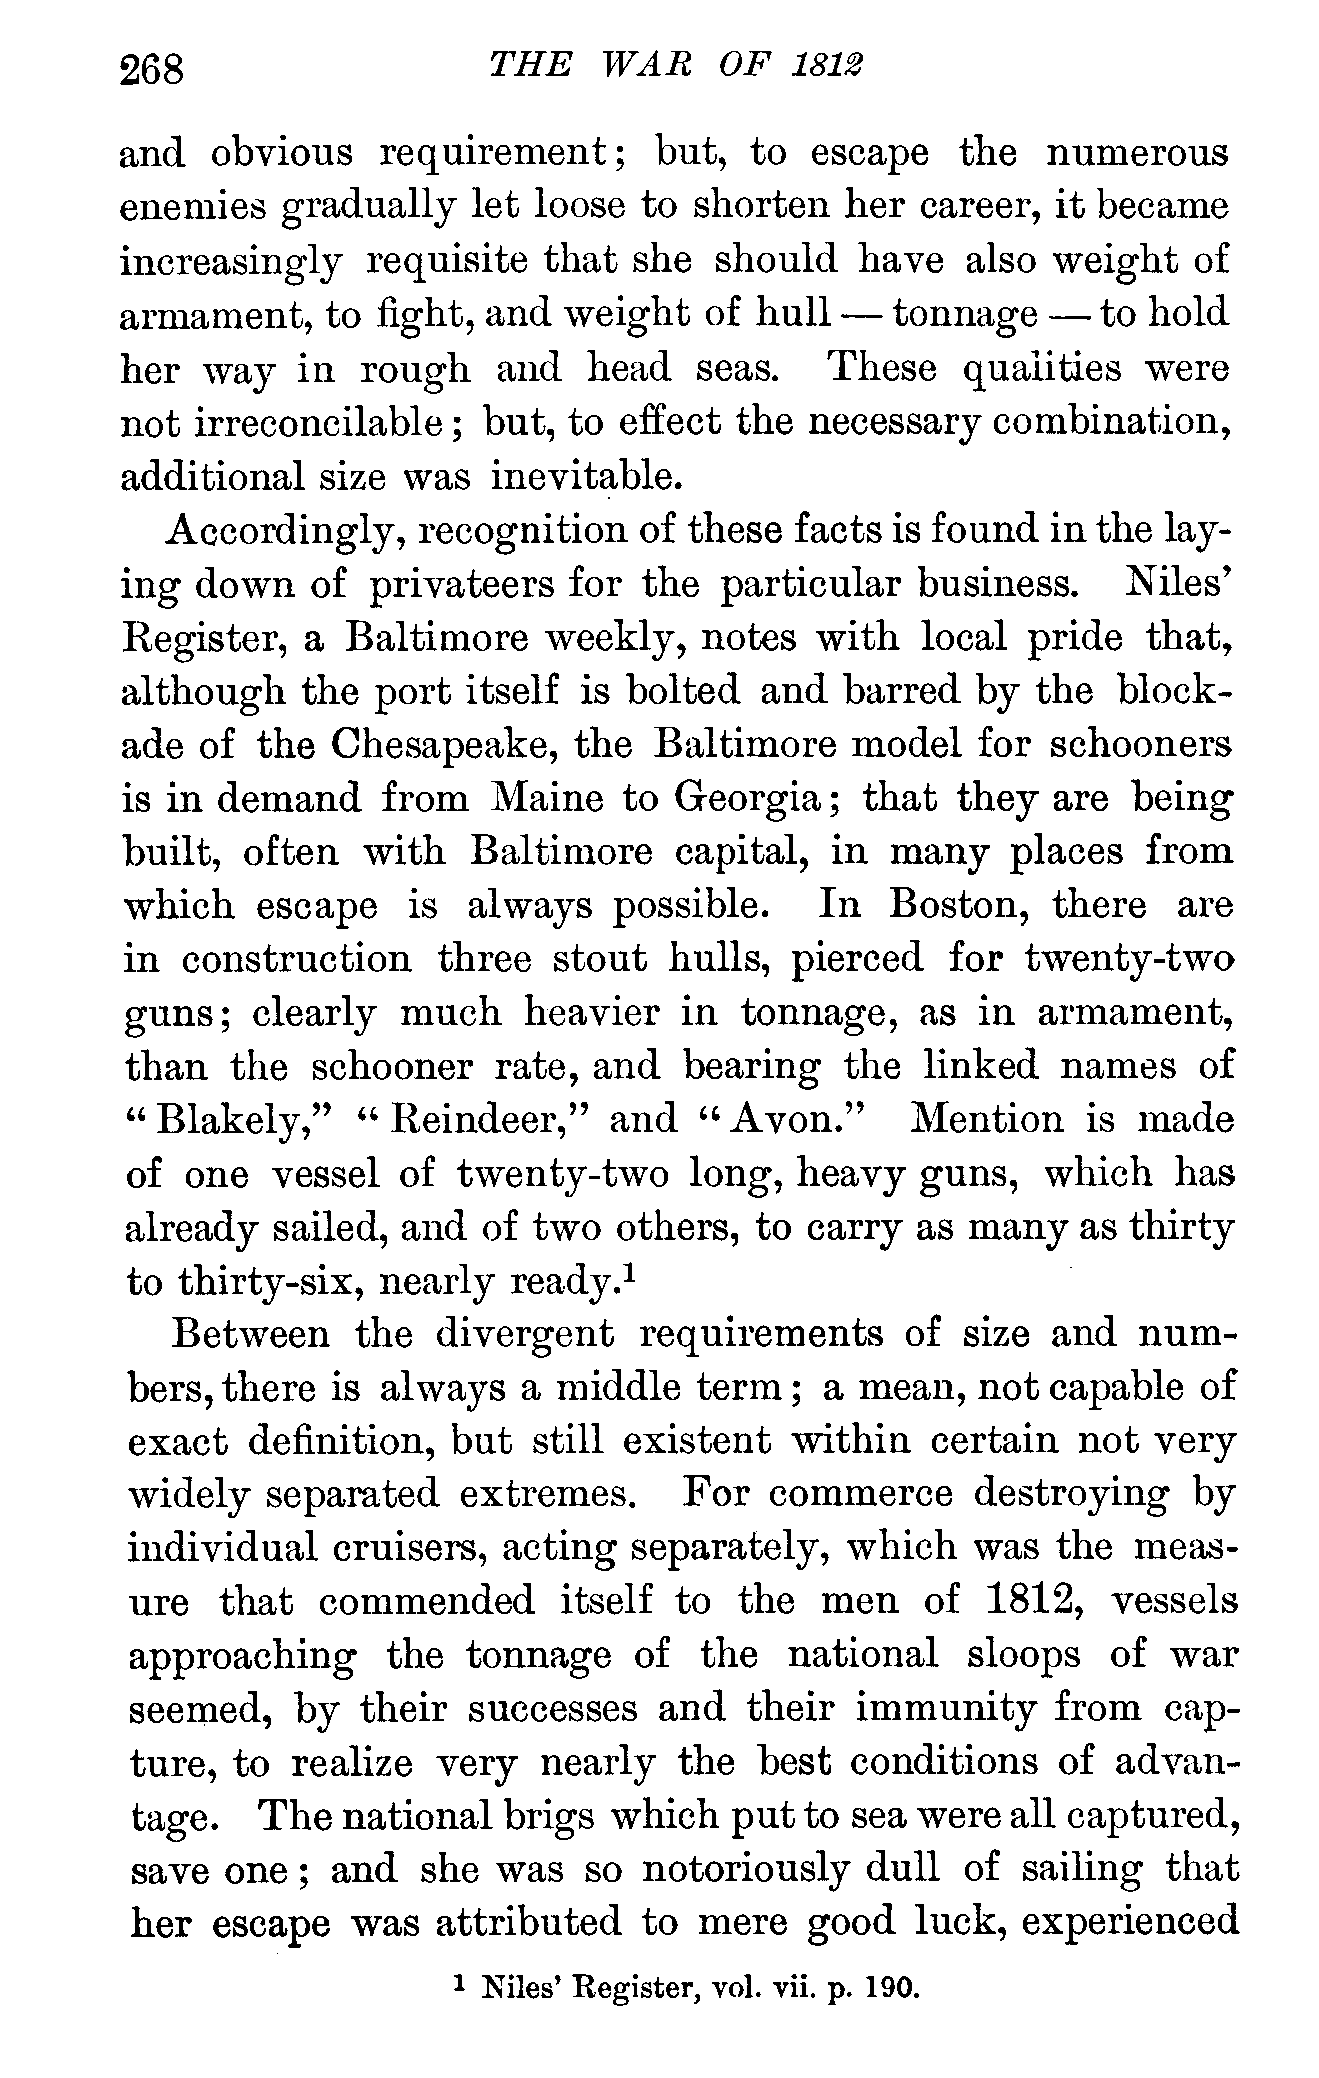 268 THE WAR OF 1812
and obvious requirement; but, to escape the numerous
enemies gradually let loose to shorten her career, it became
increasingly requisite that she should have also weight of
armament, to fight, and weight of hull — tonnage — to hold
her way in rough and head seas. These qualities were
not irreconcilable; but, to effect the necessary combination,
additional size was inevitable.
Accordingly, recognition of these facts is found in the lay-
ing down of privateers for the particular business. Niles'
Register, a Baltimore weekly, notes with local pride that,
although the port itself is bolted and barred by the block-
ade of the Chesapeake, the Baltimore model for schooners
is in demand from Maine to Georgia; that they are being
built, often with Baltimore capital, in many places from
which escape is always possible. In Boston, there are
in construction three stout hulls, pierced for twenty-two
guns; clearly much heavier in tonnage, as in armament,
than the schooner rate, and bearing the linked names of
"Blakely," "Reindeer," and "Avon." Mention is made
of one vessel of twenty-two long, heavy guns, which has
already sailed, and of two others, to carry as many as thirty
to thirty-six, nearly ready.¹
Between the divergent requirements of size and num-
bers, there is always a middle term; a mean, not capable of
exact definition, but still existent within certain not very
widely separated extremes. For commerce destroying by
individual cruisers, acting separately, which was the meas-
ure that commended itself to the men of 1812, vessels
approaching the tonnage of the national sloops of war
seemed, by their successes and their immunity from cap-
ture, to realize very nearly the best conditions of advan-
tage. The national brigs which put to sea were all captured,
save one; and she was so notoriously dull of sailing that
her escape was attributed to mere good luck, experienced
¹ Niles' Register, vol. vii. p. 190.